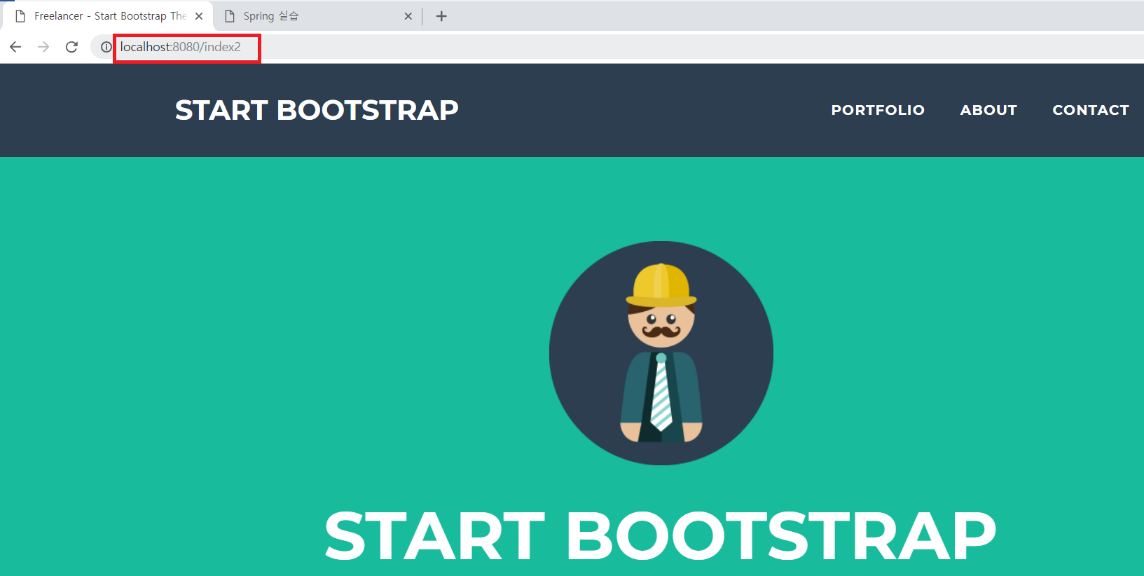 Freelancer - Start Bootstrap The
Spring 실습
localhost:8080/index2
START BOOTSTRAP
PORTFOLIO ABOUT CONTACT
START BOOTSTRAP